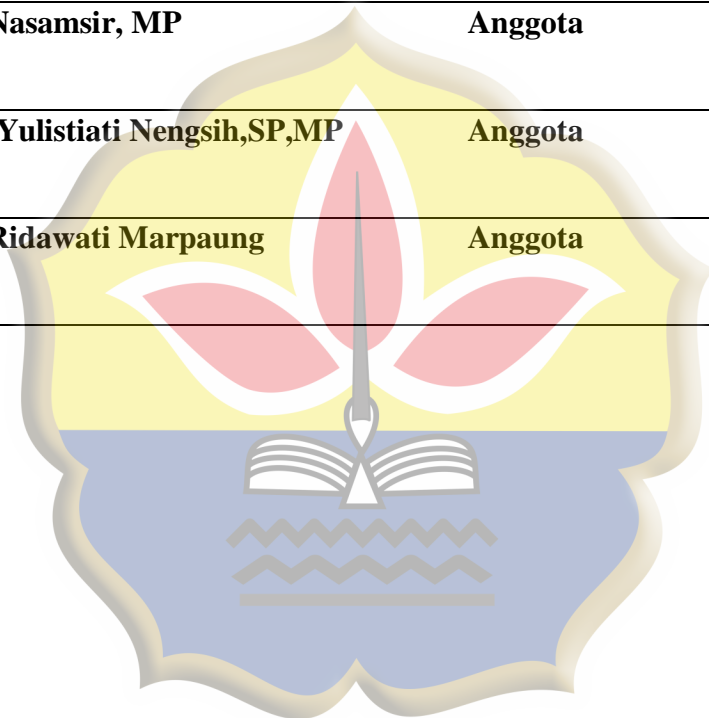 Nasamsir, MP Anggota
Yulistiati Nengsih,SP,MP Anggota
Ridawati Marpaung Anggota